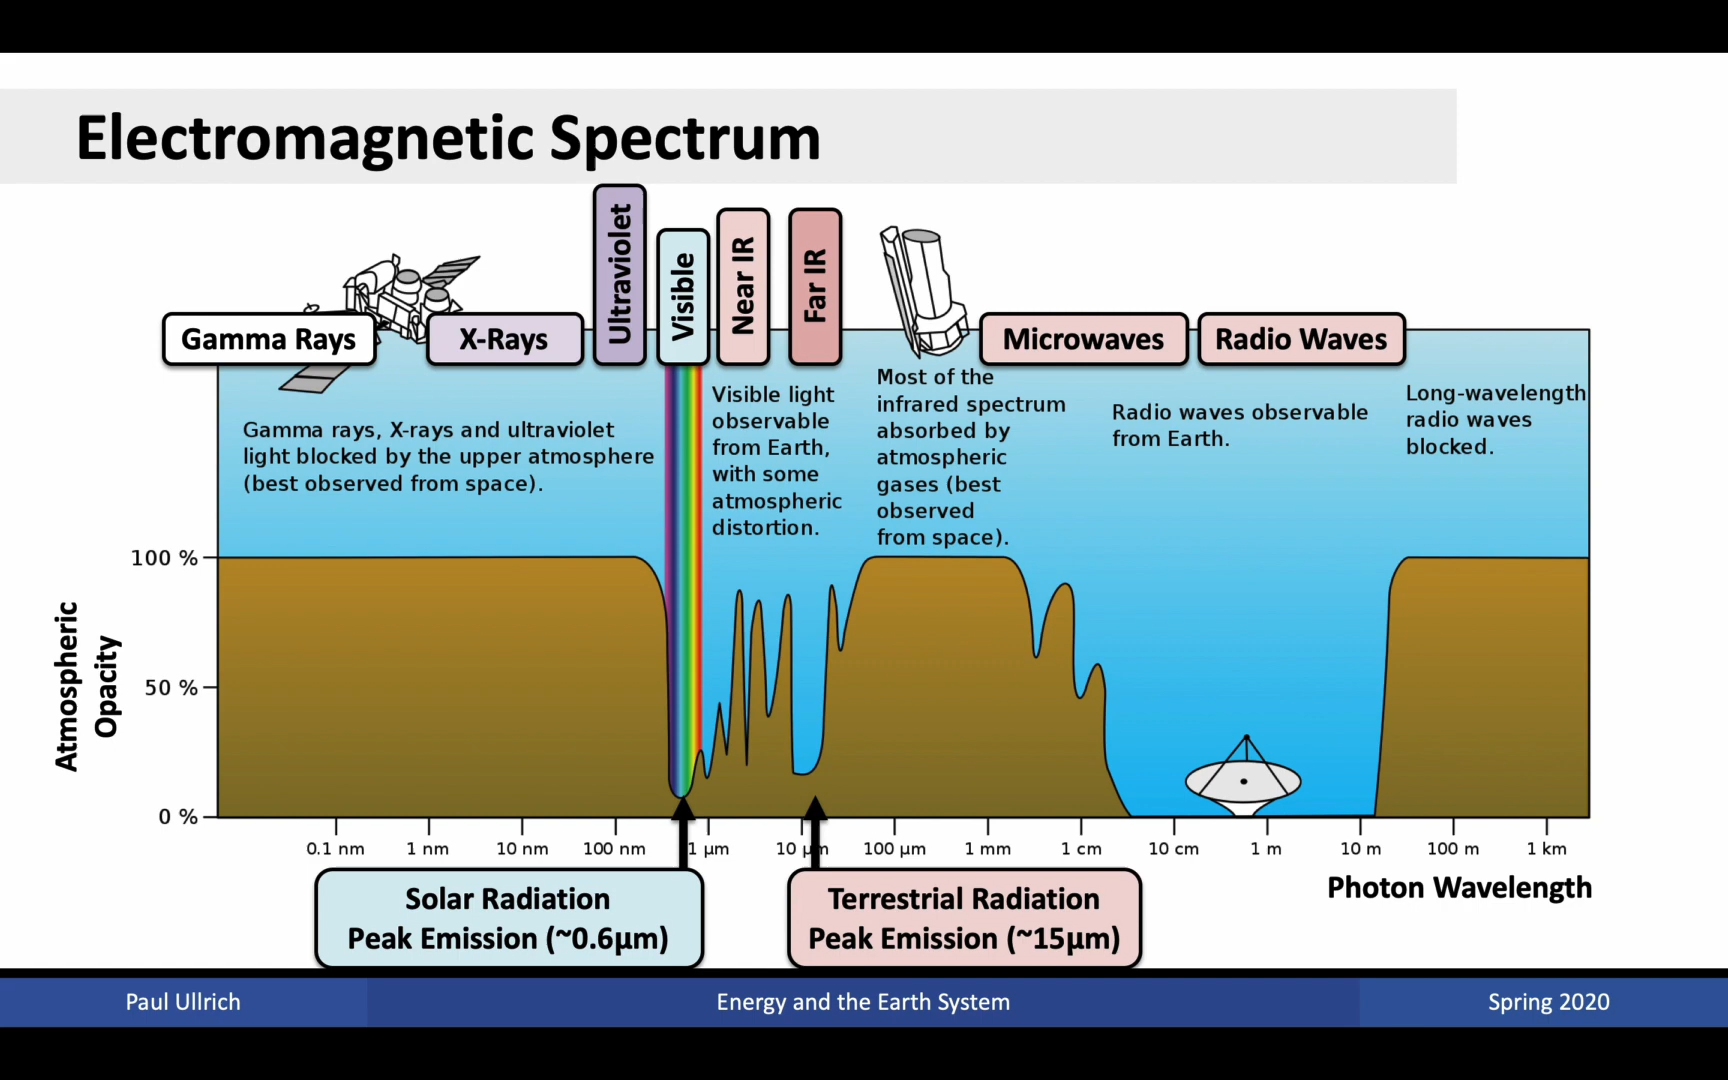 Electromagnetic Spectrum
Gamma Rays
X-Rays
Ultraviolet
Visible
Near IR
Far IR
Microwaves
Radio Waves
Gamma rays, X-rays and ultraviolet
light blocked by the upper atmosphere
(best observed from space).
Visible light
observable
from Earth,
with some
atmospheric
distortion.
Most of the
infrared spectrum
absorbed by
atmospheric
gases (best
observed
from space).
Radio waves observable
from Earth.
Long-wavelength
radio waves
blocked.
Atmospheric
Opacity
100 %
50 %
0 %
0.1 nm
1 nm
10 nm
100 nm
1 μm
10 μm
100 μm
1 mm
1 cm
10 cm
1 m
10 m
100 m
1 km
Photon Wavelength
Solar Radiation
Peak Emission (~0.6μm)
Terrestrial Radiation
Peak Emission (~15μm)
Paul Ullrich
Energy and the Earth System
Spring 2020